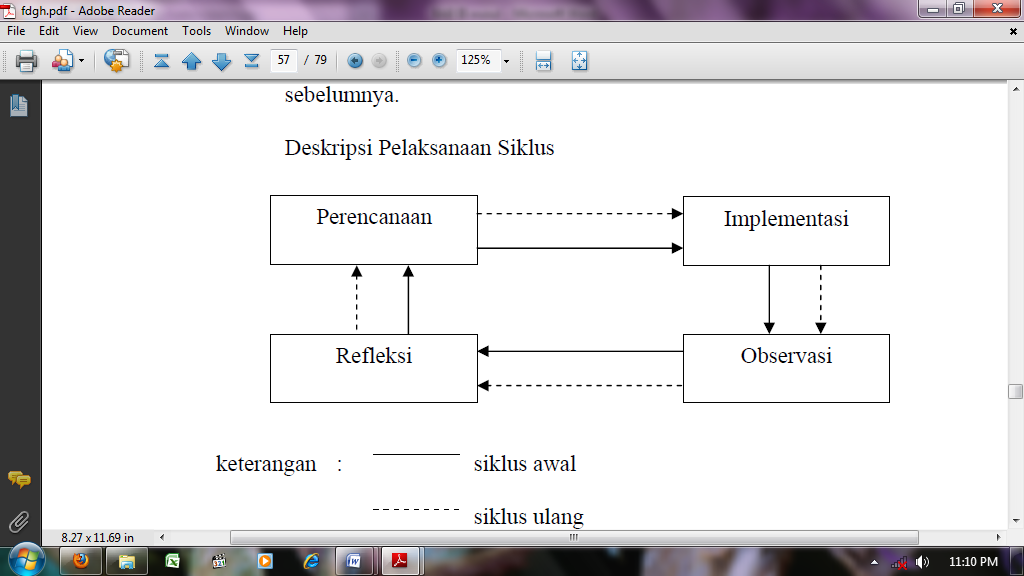 fdgh.pdf - Adobe Reader
File Edit View Document Tools Window Help
57 / 79 125%
sebelumnya.
Deskripsi Pelaksanaan Siklus
Perencanaan
Implementasi
Refleksi
Observasi
keterangan : siklus awal
siklus ulang
8.27 x 11.69 in
11:10 PM